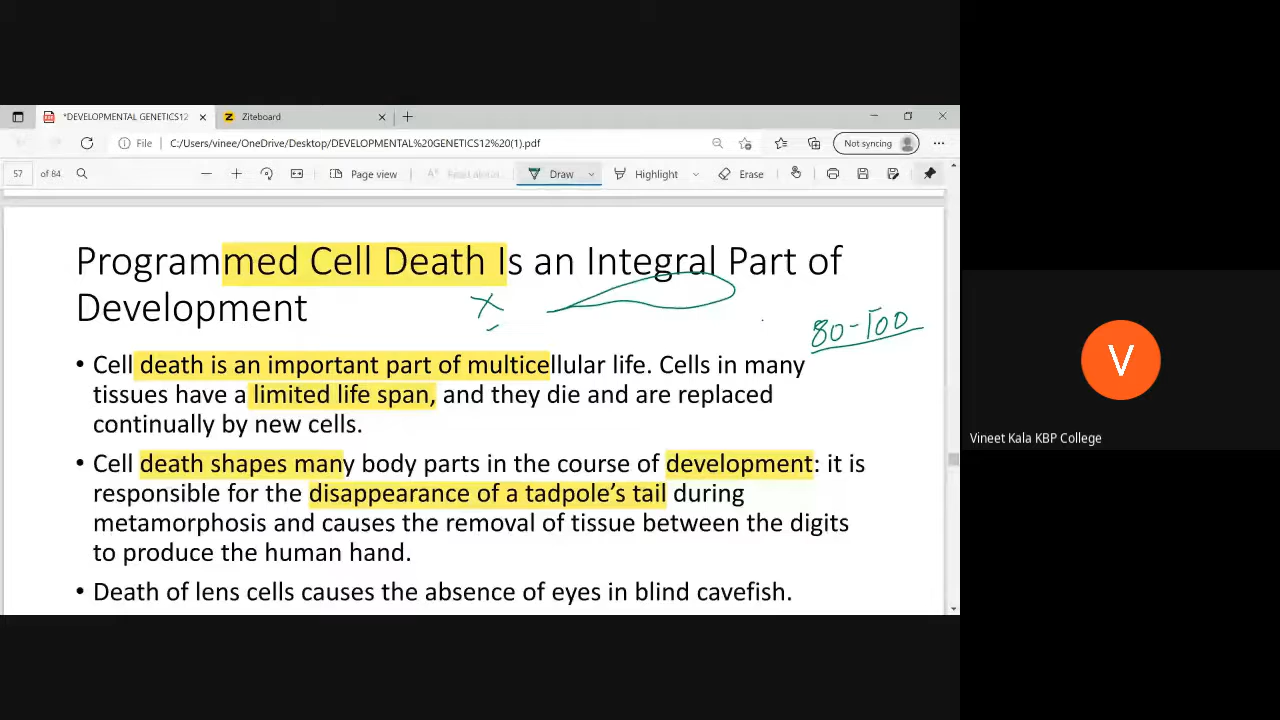 *DEVELOPMENTAL GENETICS12
Ziteboard
File
C:/Users/vinee/OneDrive/Desktop/DEVELOPMENTAL%20GENETICS12%20(1).pdf
Not syncing
57 of 84
Page view
Read aloud
Draw
Highlight
Erase
Programmed Cell Death Is an Integral Part of
Development
80-100
• Cell death is an important part of multicellular life. Cells in many
tissues have a limited life span, and they die and are replaced
continually by new cells.
• Cell death shapes many body parts in the course of development: it is
responsible for the disappearance of a tadpole’s tail during
metamorphosis and causes the removal of tissue between the digits
to produce the human hand.
• Death of lens cells causes the absence of eyes in blind cavefish.
V
Vineet Kala KBP College